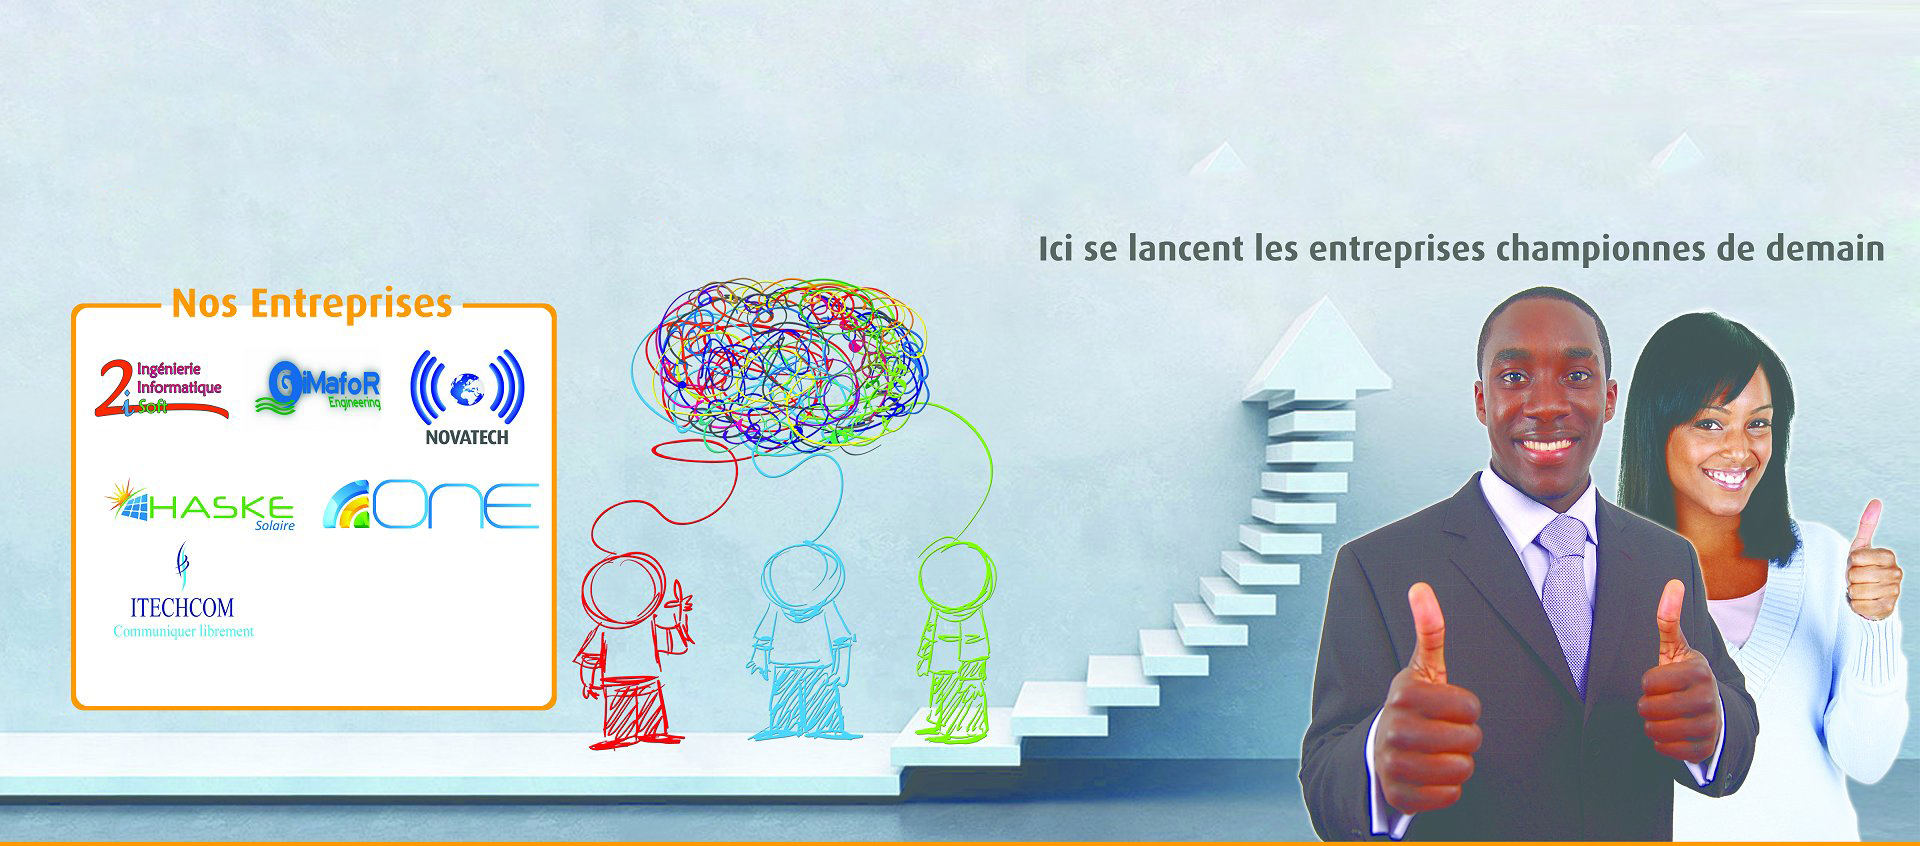 Ici se lancent les entreprises championnes de demain
Nos Entreprises
2i Soft
Ingénierie
Informatique
GiMafoR
Engineering
NOVATECH
HASKE
Solaire
ONE
ITECHCOM
Communiquer librement